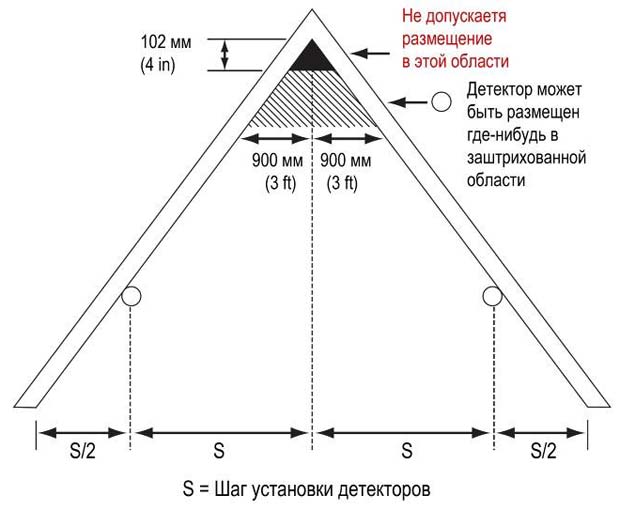 102 мм
(4 in)
Не допускаетя
размещение
в этой области
Детектор может
быть размещен
где-нибудь в
заштрихованной
области
900 мм
(3 ft)
900 мм
(3 ft)
S/2
S
S
S/2
S = Шаг установки детекторов